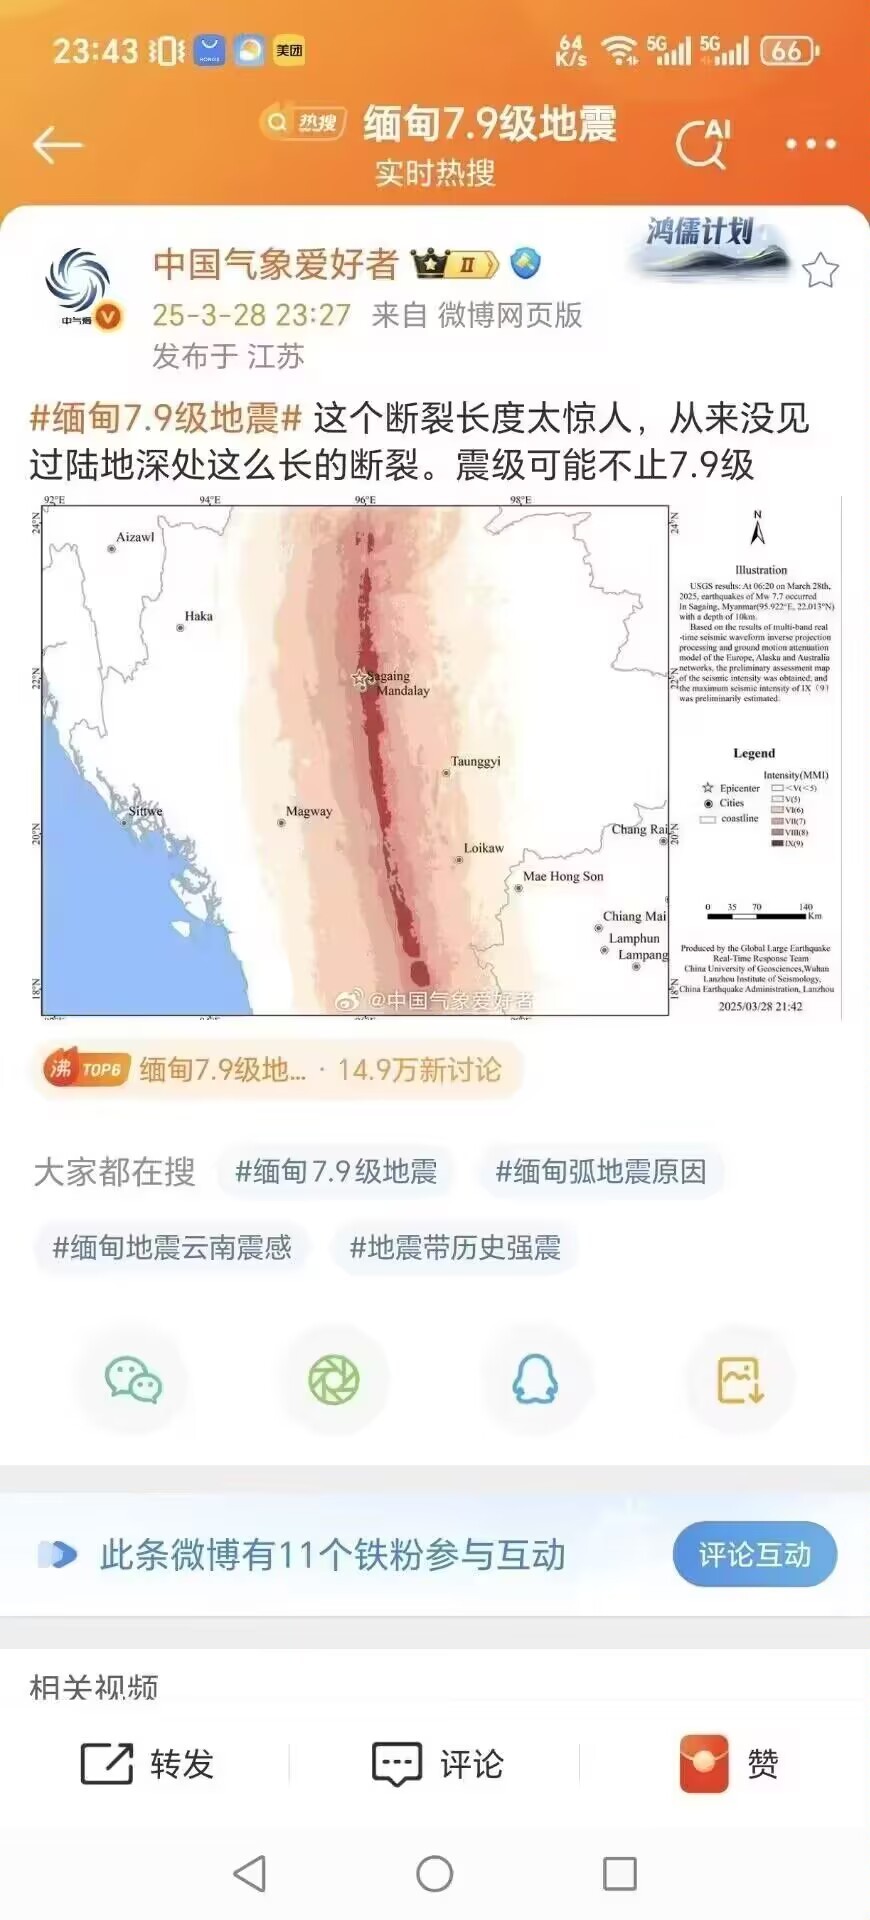 23:43
HONOR
美团
64 K/s
5G
5G
66
热搜
缅甸7.9级地震
AI
实时热搜
鸿儒计划
中国气象爱好者
II
中气爱
V
25-3-28 23:27 来自 微博网页版
发布于 江苏
#缅甸7.9级地震# 这个断裂长度太惊人，从来没见
过陆地深处这么长的断裂。震级可能不止7.9级
92°E
94°E
96°E
98°E
24°N
24°N
22°N
22°N
20°N
20°N
18°N
18°N
Aizawl
Haka
Sagaing
Mandalay
Taunggyi
Sittwe
Magway
Chang Rai
Loikaw
Mae Hong Son
Chiang Mai
Lamphun
Lampang
N
Illustration
USGS results: At 06:20 on March 28th,
2025, earthquakes of Mw 7.7 occurred
In Sagaing, Myanmar(95.922°E, 22.013°N)
with a depth of 10km.
Based on the results of multi-band real
-time seismic waveform inverse projection
processing and ground motion attenuation
model of the Europe, Alaska and Australia
networks, the preliminary assessment map
of the seismic intensity was obtained, and
the maximum seismic intensity of IX (9)
was preliminarily estimated.
Legend
Intensity(MMI)
Epicenter
Cities
coastline
<V(<5)
V(5)
VI(6)
VII(7)
VIII(8)
IX(9)
0 35 70 140
Km
Produced by the Global Large Earthquake
Real-Time Response Team
China University of Geosciences,Wuhan
Lanzhou Institute of Seismology,
China Earthquake Administration, Lanzhou
2025/03/28 21:42
@中国气象爱好者
沸 TOP6 缅甸7.9级地... · 14.9万新讨论
大家都在搜
#缅甸7.9级地震
#缅甸弧地震原因
#缅甸地震云南震感
#地震带历史强震
此条微博有11个铁粉参与互动
评论互动
相关视频
转发
评论
赞